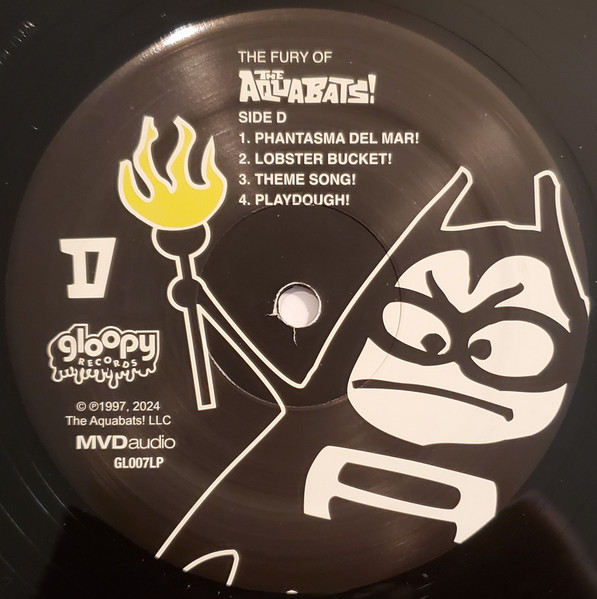 THE FURY OF
THE
AQUABATS!
SIDE D
1. PHANTASMA DEL MAR!
2. LOBSTER BUCKET!
3. THEME SONG!
4. PLAYDOUGH!
D
gloopy
RECORDS
© ℗1997, 2024
The Aquabats! LLC
MVDaudio
GL007LP